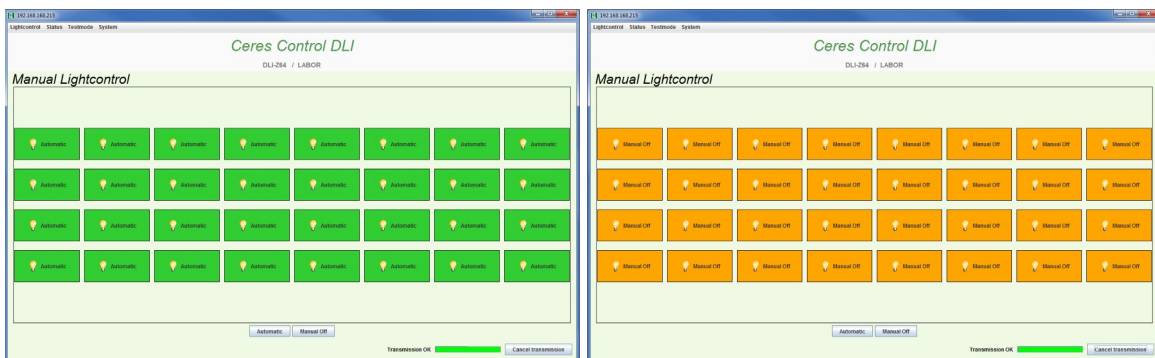 192.168.168.215
Lightcontrol Status Testmode System
Ceres Control DLI
DLI-Z64 / LABOR
Manual Lightcontrol
Automatic Automatic Automatic Automatic Automatic Automatic Automatic Automatic
Automatic Automatic Automatic Automatic Automatic Automatic Automatic Automatic
Automatic Automatic Automatic Automatic Automatic Automatic Automatic Automatic
Automatic Automatic Automatic Automatic Automatic Automatic Automatic Automatic
Automatic Manual Off
Transmission OK Cancel transmission
192.168.168.215
Lightcontrol Status Testmode System
Ceres Control DLI
DLI-Z64 / LABOR
Manual Lightcontrol
Manual Off Manual Off Manual Off Manual Off Manual Off Manual Off Manual Off Manual Off
Manual Off Manual Off Manual Off Manual Off Manual Off Manual Off Manual Off Manual Off
Manual Off Manual Off Manual Off Manual Off Manual Off Manual Off Manual Off Manual Off
Manual Off Manual Off Manual Off Manual Off Manual Off Manual Off Manual Off Manual Off
Automatic Manual Off
Transmission OK Cancel transmission